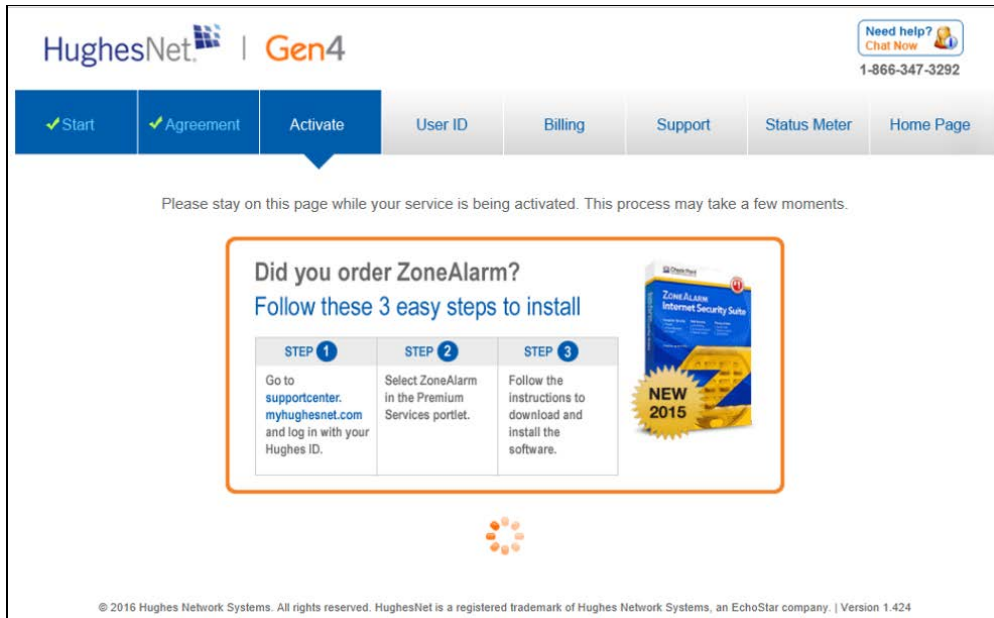 HughesNet. | Gen4
Need help?
Chat Now
1-866-347-3292
Start Agreement Activate User ID Billing Support Status Meter Home Page
Please stay on this page while your service is being activated. This process may take a few moments.
Did you order ZoneAlarm?
Follow these 3 easy steps to install
STEP 1
Go to
supportcenter.
myhughesnet.com
and log in with your
Hughes ID.
STEP 2
Select ZoneAlarm
in the Premium
Services portlet.
STEP 3
Follow the
instructions to
download and
install the
software.
Check Point
ZONEALARM
Internet Security Suite
NEW
2015
© 2016 Hughes Network Systems. All rights reserved. HughesNet is a registered trademark of Hughes Network Systems, an EchoStar company. | Version 1.424